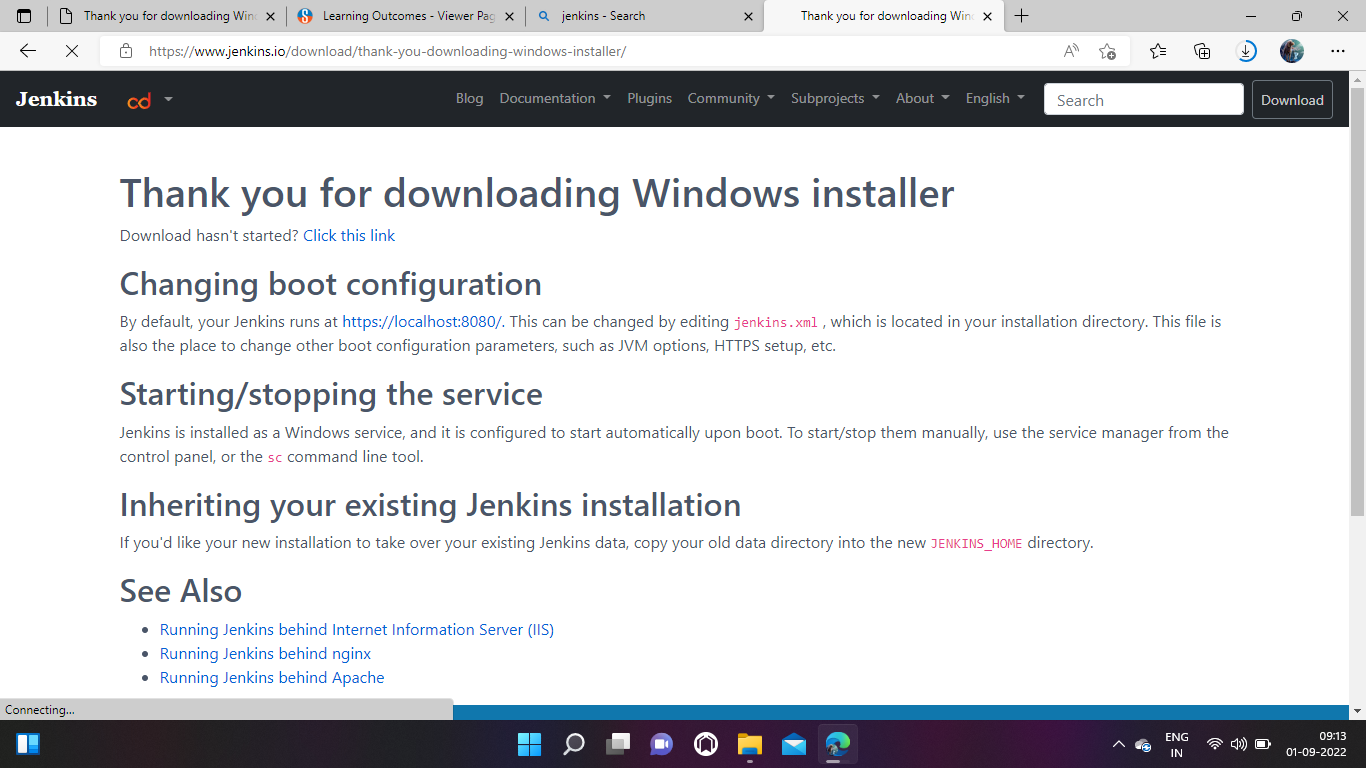 Thank you for downloading Win
Learning Outcomes - Viewer Pag
jenkins - Search
Thank you for downloading Win
https://www.jenkins.io/download/thank-you-downloading-windows-installer/
Jenkins
cd
Blog
Documentation
Plugins
Community
Subprojects
About
English
Search
Download
Thank you for downloading Windows installer
Download hasn't started? Click this link
Changing boot configuration
By default, your Jenkins runs at https://localhost:8080/. This can be changed by editing jenkins.xml , which is located in your installation directory. This file is
also the place to change other boot configuration parameters, such as JVM options, HTTPS setup, etc.
Starting/stopping the service
Jenkins is installed as a Windows service, and it is configured to start automatically upon boot. To start/stop them manually, use the service manager from the
control panel, or the sc command line tool.
Inheriting your existing Jenkins installation
If you'd like your new installation to take over your existing Jenkins data, copy your old data directory into the new JENKINS_HOME directory.
See Also
Running Jenkins behind Internet Information Server (IIS)
Running Jenkins behind nginx
Running Jenkins behind Apache
Connecting...
ENG
IN
09:13
01-09-2022